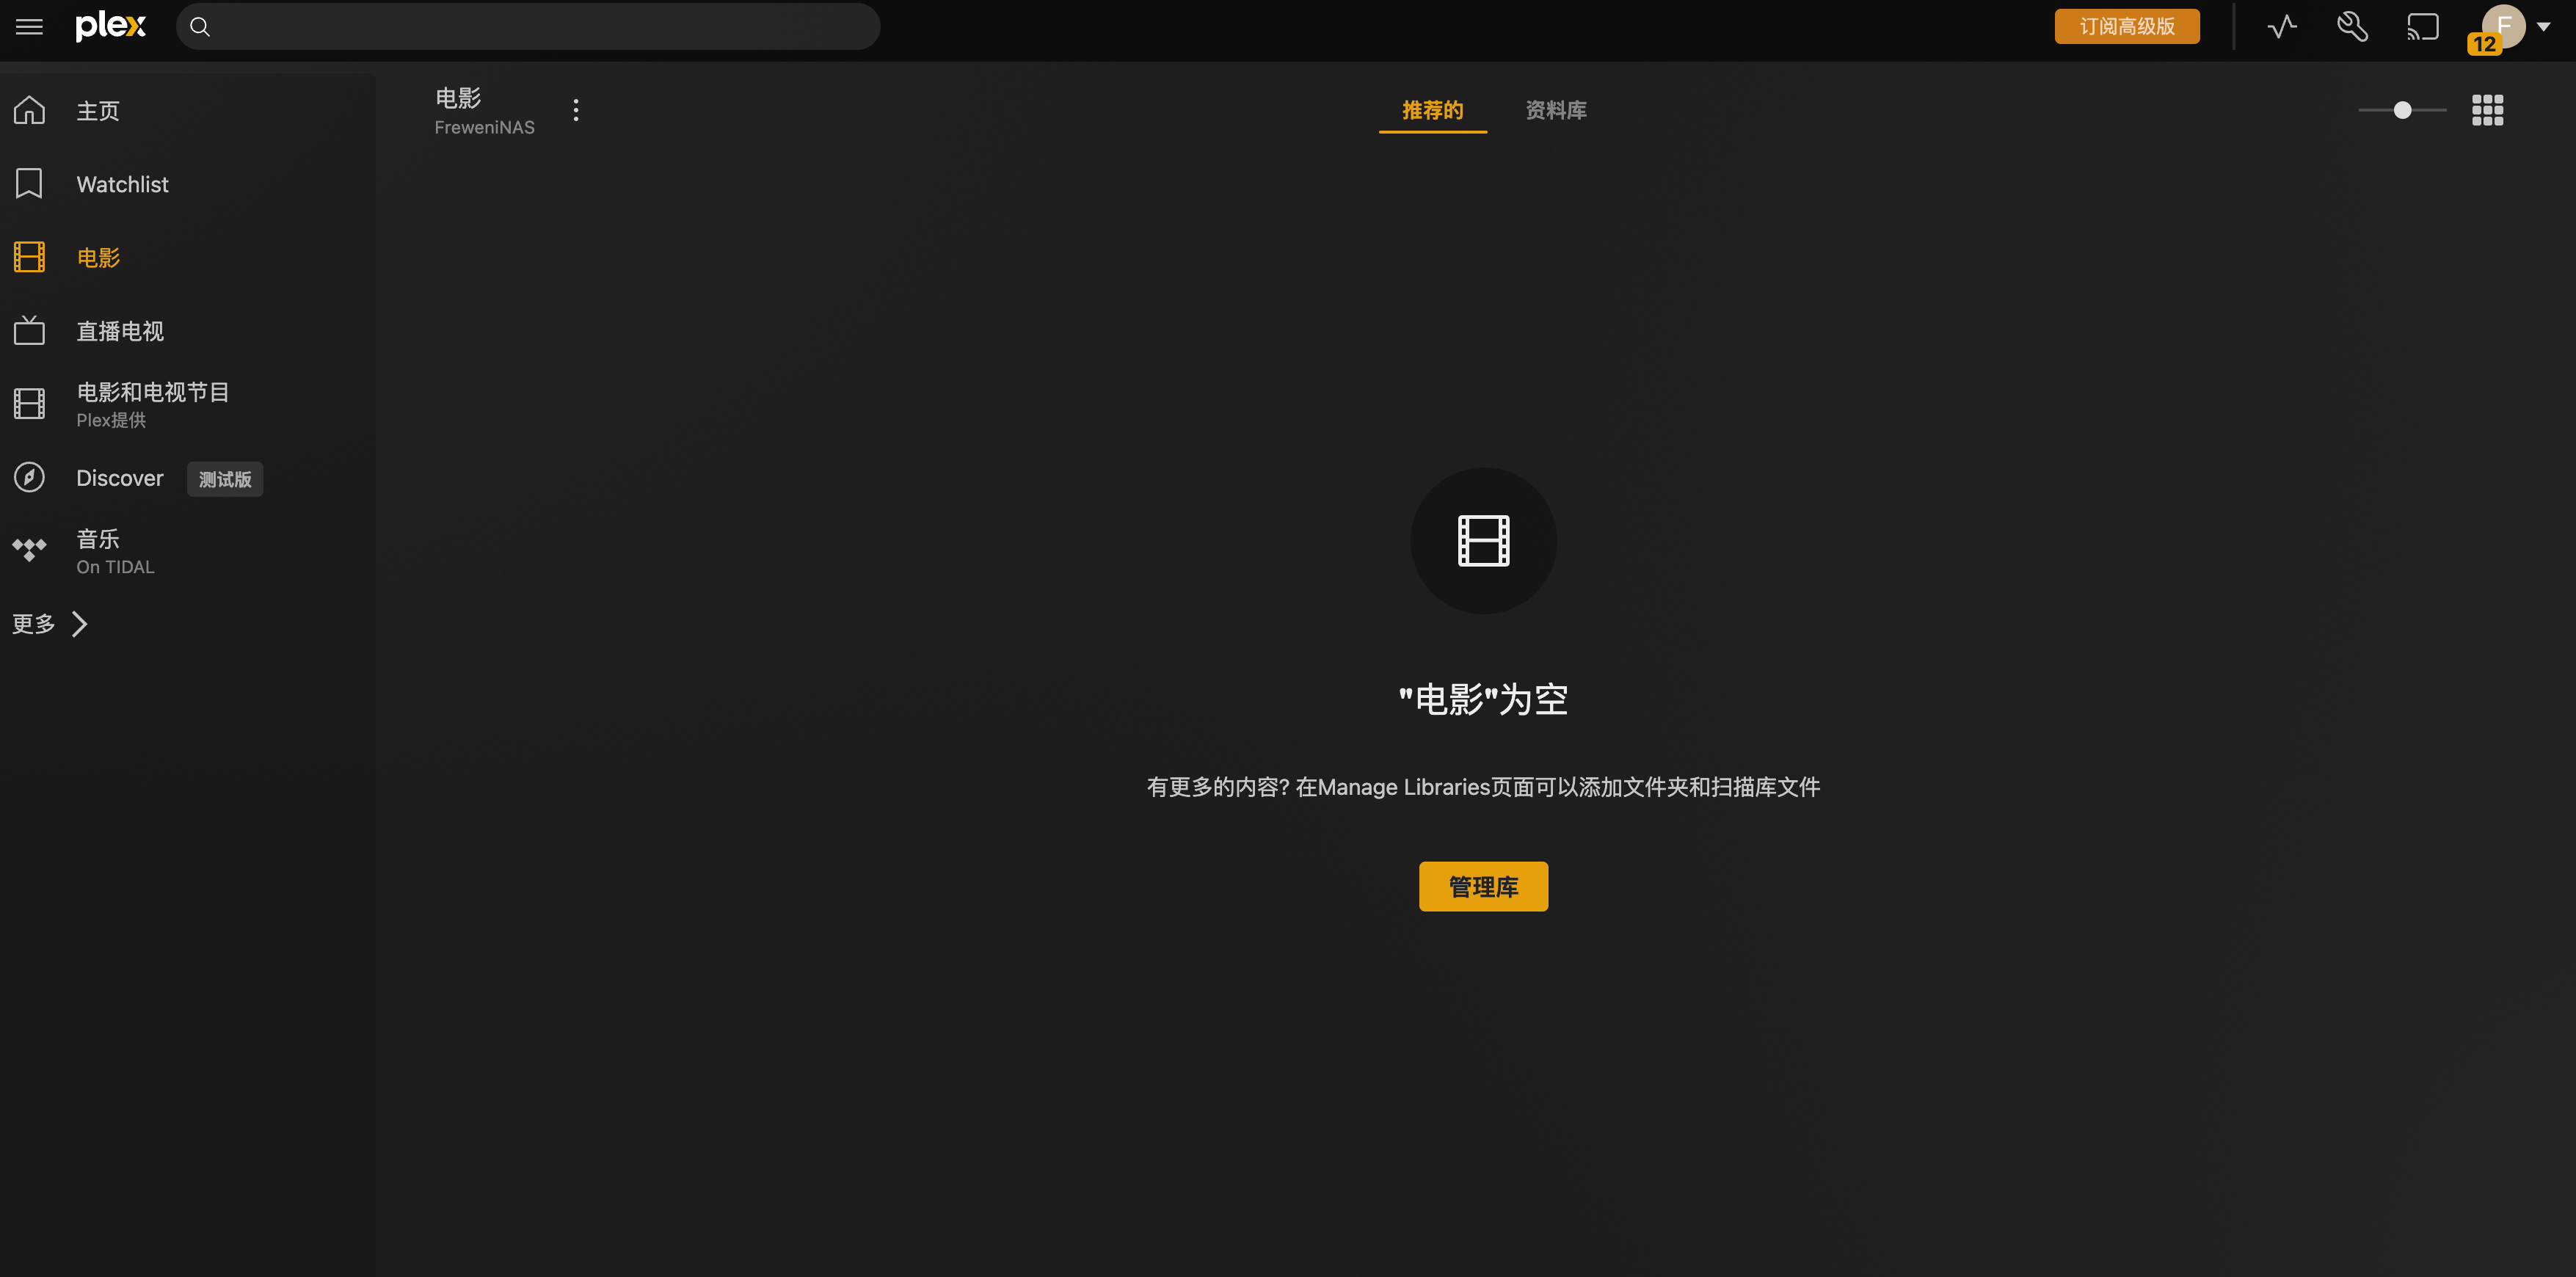 plex
订阅高级版
F
12
主页
Watchlist
电影
直播电视
电影和电视节目
Plex提供
Discover 测试版
音乐
On TIDAL
更多
电影
FreweniNAS
推荐的 资料库
"电影"为空
有更多的内容? 在Manage Libraries页面可以添加文件夹和扫描库文件
管理库